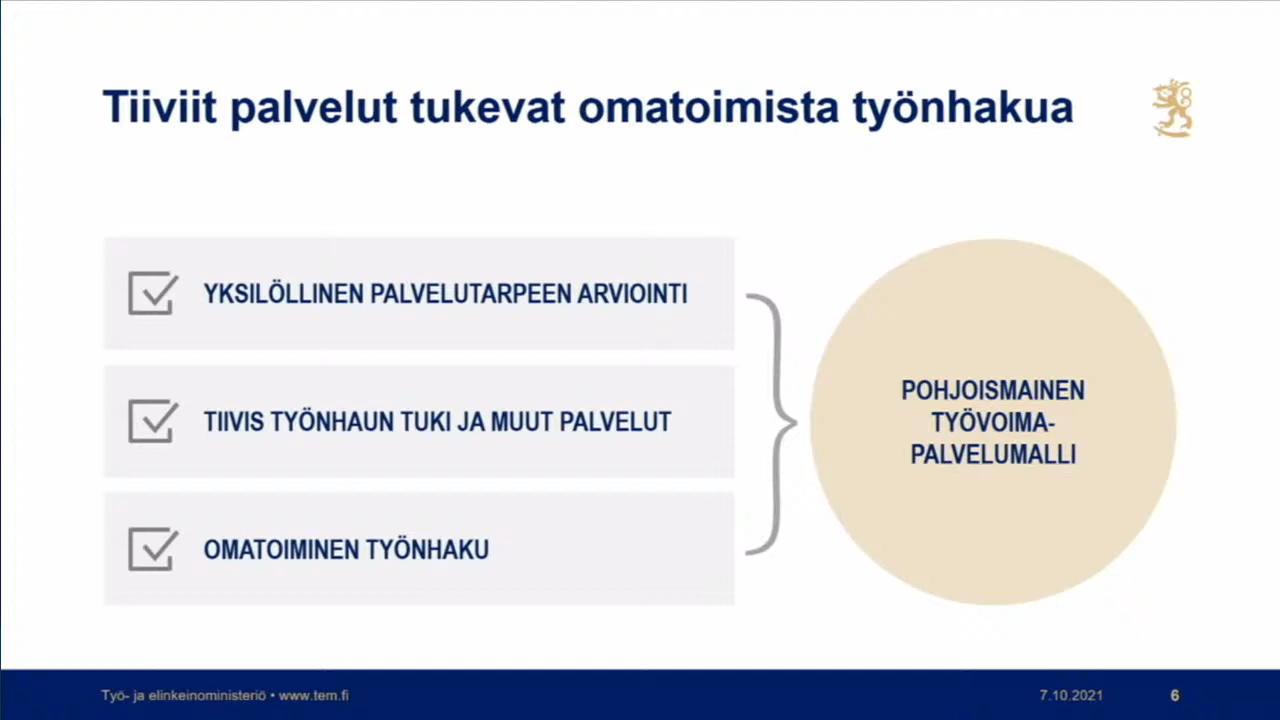 Tiiviit palvelut tukevat omatoimista työnhakua
YKSILÖLLINEN PALVELUTARPEEN ARVIOINTI
TIIVIS TYÖNHAUN TUKI JA MUUT PALVELUT
OMATOIMINEN TYÖNHAKU
POHJOISMAINEN
TYÖVOIMA-
PALVELUMALLI
Työ- ja elinkeinoministeriö • www.tem.fi
7.10.2021
6